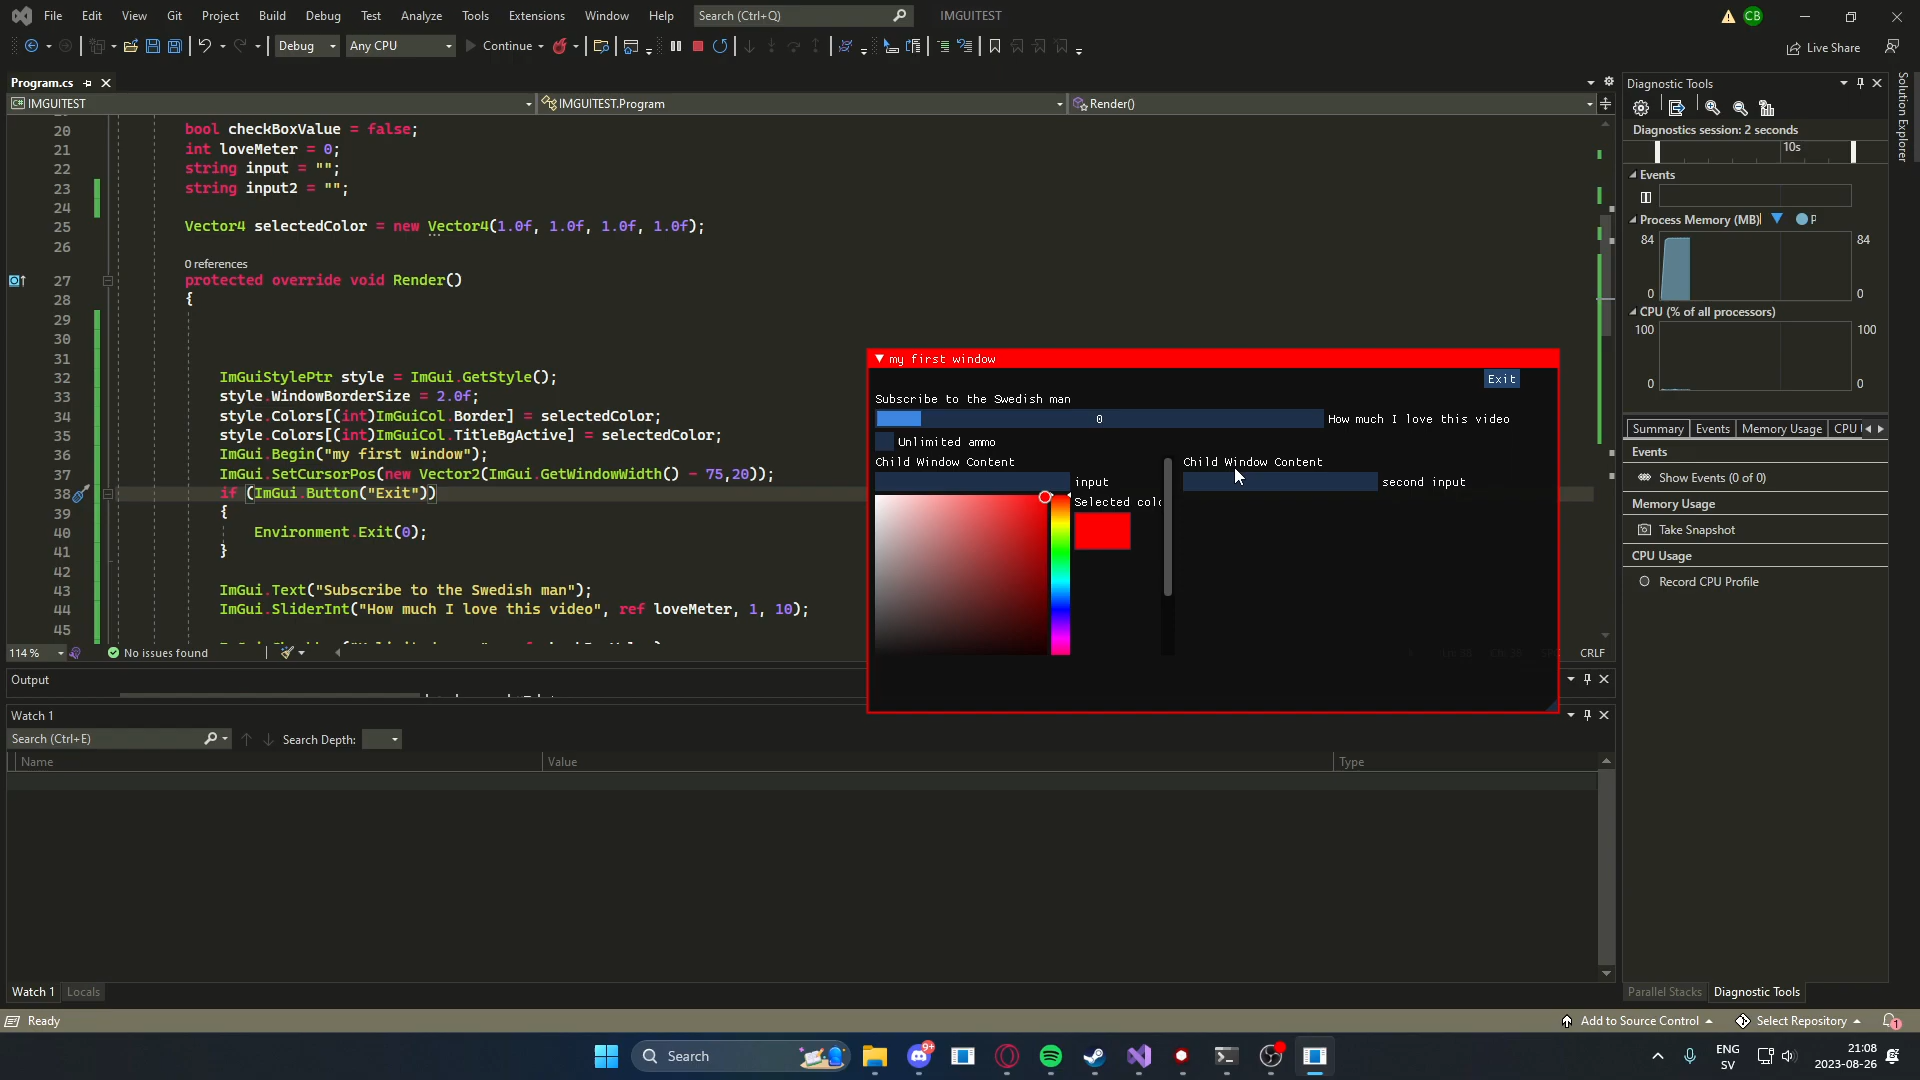 File Edit View Git Project Build Debug Test Analyze Tools Extensions Window Help Search (Ctrl+Q) IMGUITEST CB
Debug Any CPU Continue Live Share
Program.cs
IMGUITEST IMGUITEST.Program Render()
20 bool checkBoxValue = false;
21 int loveMeter = 0;
22 string input = "";
23 string input2 = "";
24
25 Vector4 selectedColor = new Vector4(1.0f, 1.0f, 1.0f, 1.0f);
26
0 references
27 protected override void Render()
28 {
29
30
31
32 ImGuiStylePtr style = ImGui.GetStyle();
33 style.WindowBorderSize = 2.0f;
34 style.Colors[(int)ImGuiCol.Border] = selectedColor;
35 style.Colors[(int)ImGuiCol.TitleBgActive] = selectedColor;
36 ImGui.Begin("my first window");
37 ImGui.SetCursorPos(new Vector2(ImGui.GetWindowWidth() - 75,20));
38 if (ImGui.Button("Exit"))
39 {
40 Environment.Exit(0);
41 }
42
43 ImGui.Text("Subscribe to the Swedish man");
44 ImGui.SliderInt("How much I love this video", ref loveMeter, 1, 10);
45
114 % No issues found CRLF
my first window
Exit
Subscribe to the Swedish man
0 How much I love this video
Unlimited ammo
Child Window Content Child Window Content
input second input
Selected colo
Output
Watch 1
Search (Ctrl+E) Search Depth:
Name Value Type
Watch 1 Locals
Diagnostic Tools
Diagnostics session: 2 seconds
10s
Events
Process Memory (MB) P
84 84
0 0
CPU (% of all processors)
100 100
0 0
Summary Events Memory Usage CPU U
Events
Show Events (0 of 0)
Memory Usage
Take Snapshot
CPU Usage
Record CPU Profile
Parallel Stacks Diagnostic Tools
Solution Explorer
Ready Add to Source Control Select Repository 1
Search 9+ ENG SV 21:08 2023-08-26